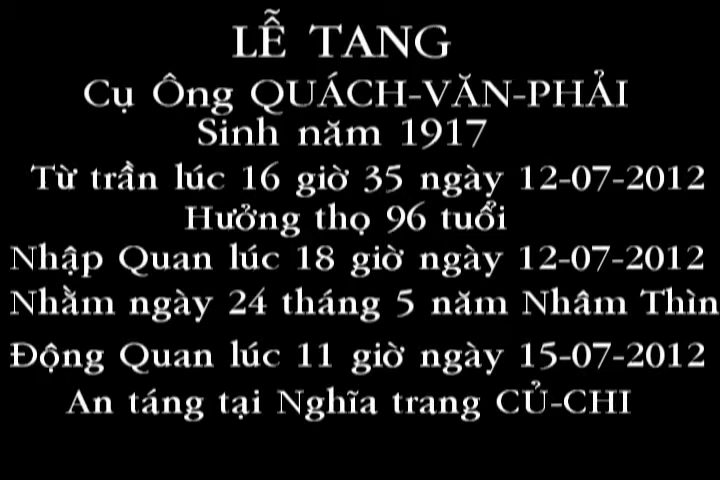 LỄ TANG
Cụ Ông QUÁCH-VĂN-PHẢI
Sinh năm 1917
Từ trần lúc 16 giờ 35 ngày 12-07-2012
Hưởng thọ 96 tuổi
Nhập Quan lúc 18 giờ ngày 12-07-2012
Nhằm ngày 24 tháng 5 năm Nhâm Thìn
Động Quan lúc 11 giờ ngày 15-07-2012
An táng tại Nghĩa trang CỦ-CHI